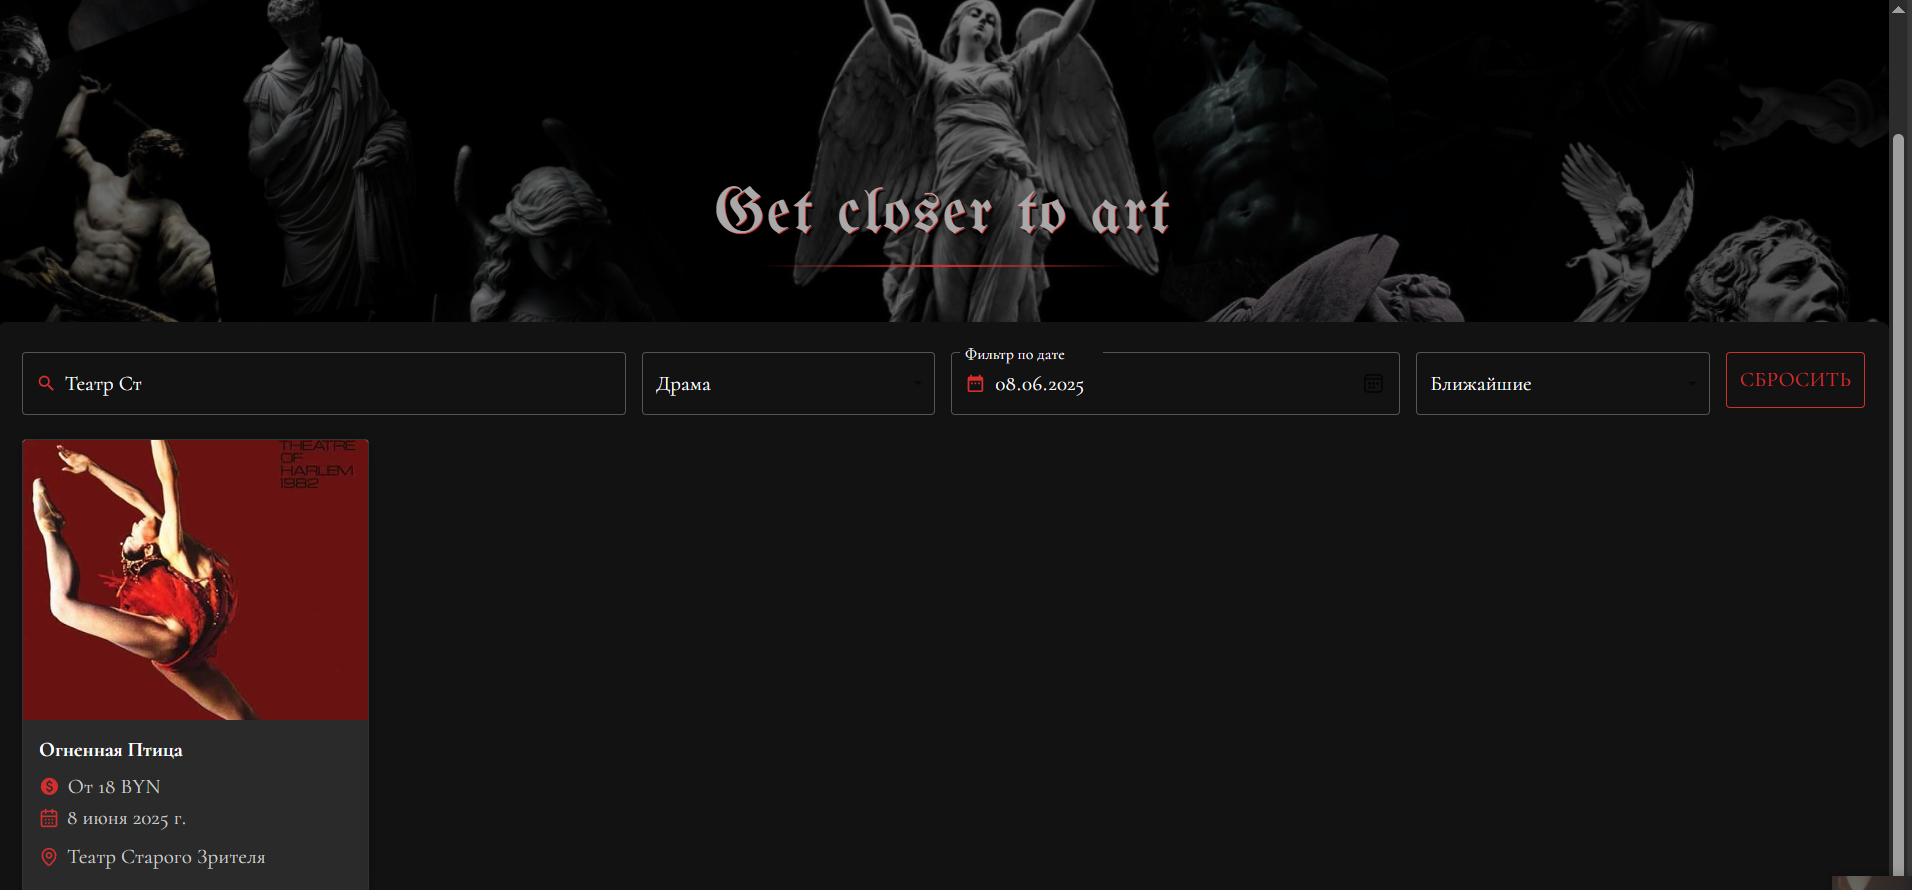 Get closer to art
Фильтр по дате
Театр Ст
Драма
08.06.2025
Ближайшие
СБРОСИТЬ
THEATRE
OF
HARLEM
1982
Огненная Птица
От 18 BYN
8 июня 2025 г.
Театр Старого Зрителя